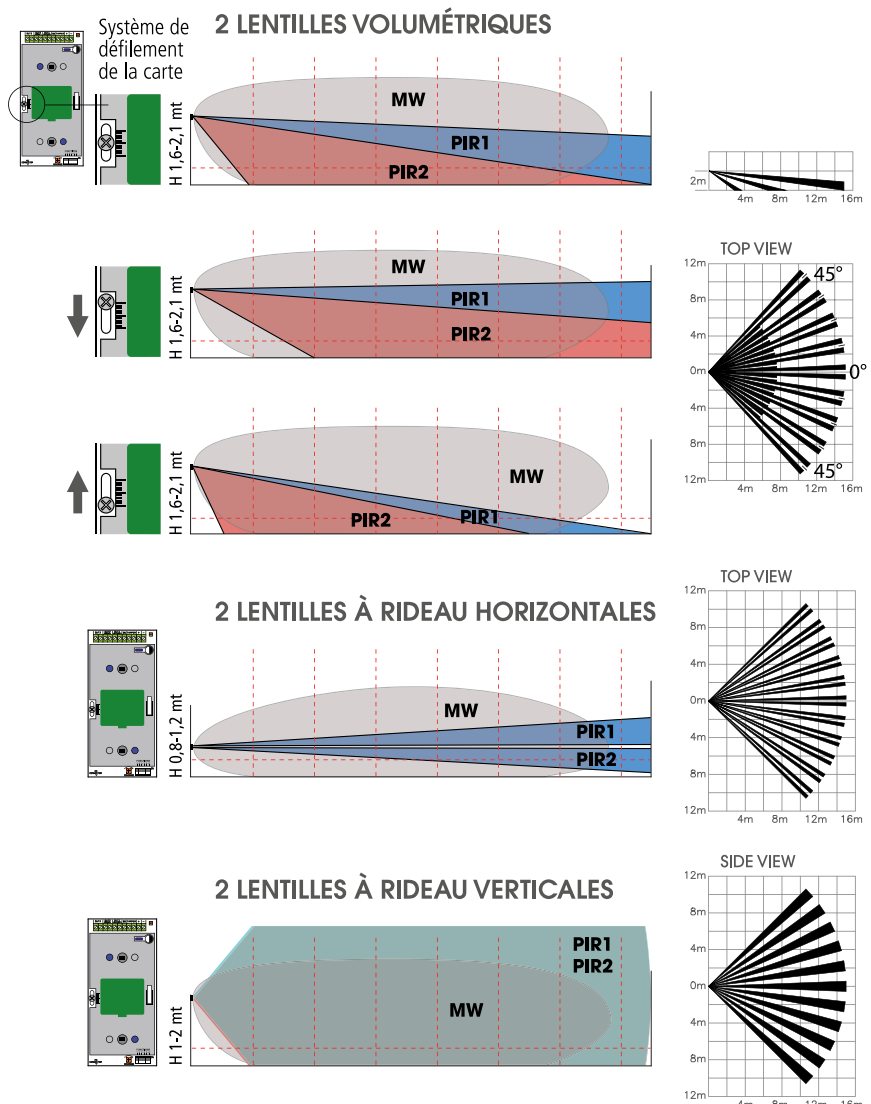 2 LENTILLES VOLUMÉTRIQUES
Système de
défilement
de la carte
H 1,6-2,1 mt
MW
PIR1
PIR2
2m
4m 8m 12m 16m
H 1,6-2,1 mt
MW
PIR1
PIR2
TOP VIEW
12m
8m
4m
0m
4m
8m
12m
45°
0°
45°
4m 8m 12m 16m
H 1,6-2,1 mt
MW
PIR2
PIR1
2 LENTILLES À RIDEAU HORIZONTALES
H 0,8-1,2 mt
MW
PIR1
PIR2
TOP VIEW
12m
8m
4m
0m
4m
8m
12m
4m 8m 12m 16m
2 LENTILLES À RIDEAU VERTICALES
H 1-2 mt
PIR1
PIR2
MW
SIDE VIEW
12m
8m
4m
0m
4m
8m
12m
4m 8m 12m 16m